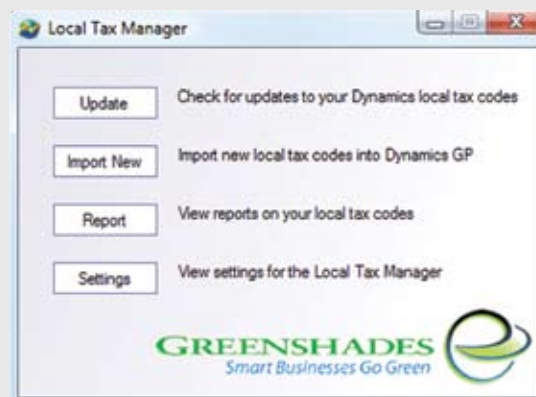 Local Tax Manager
Update Check for updates to your Dynamics local tax codes
Import New Import new local tax codes into Dynamics GP
Report View reports on your local tax codes
Settings View settings for the Local Tax Manager
GREENSHADES
Smart Businesses Go Green